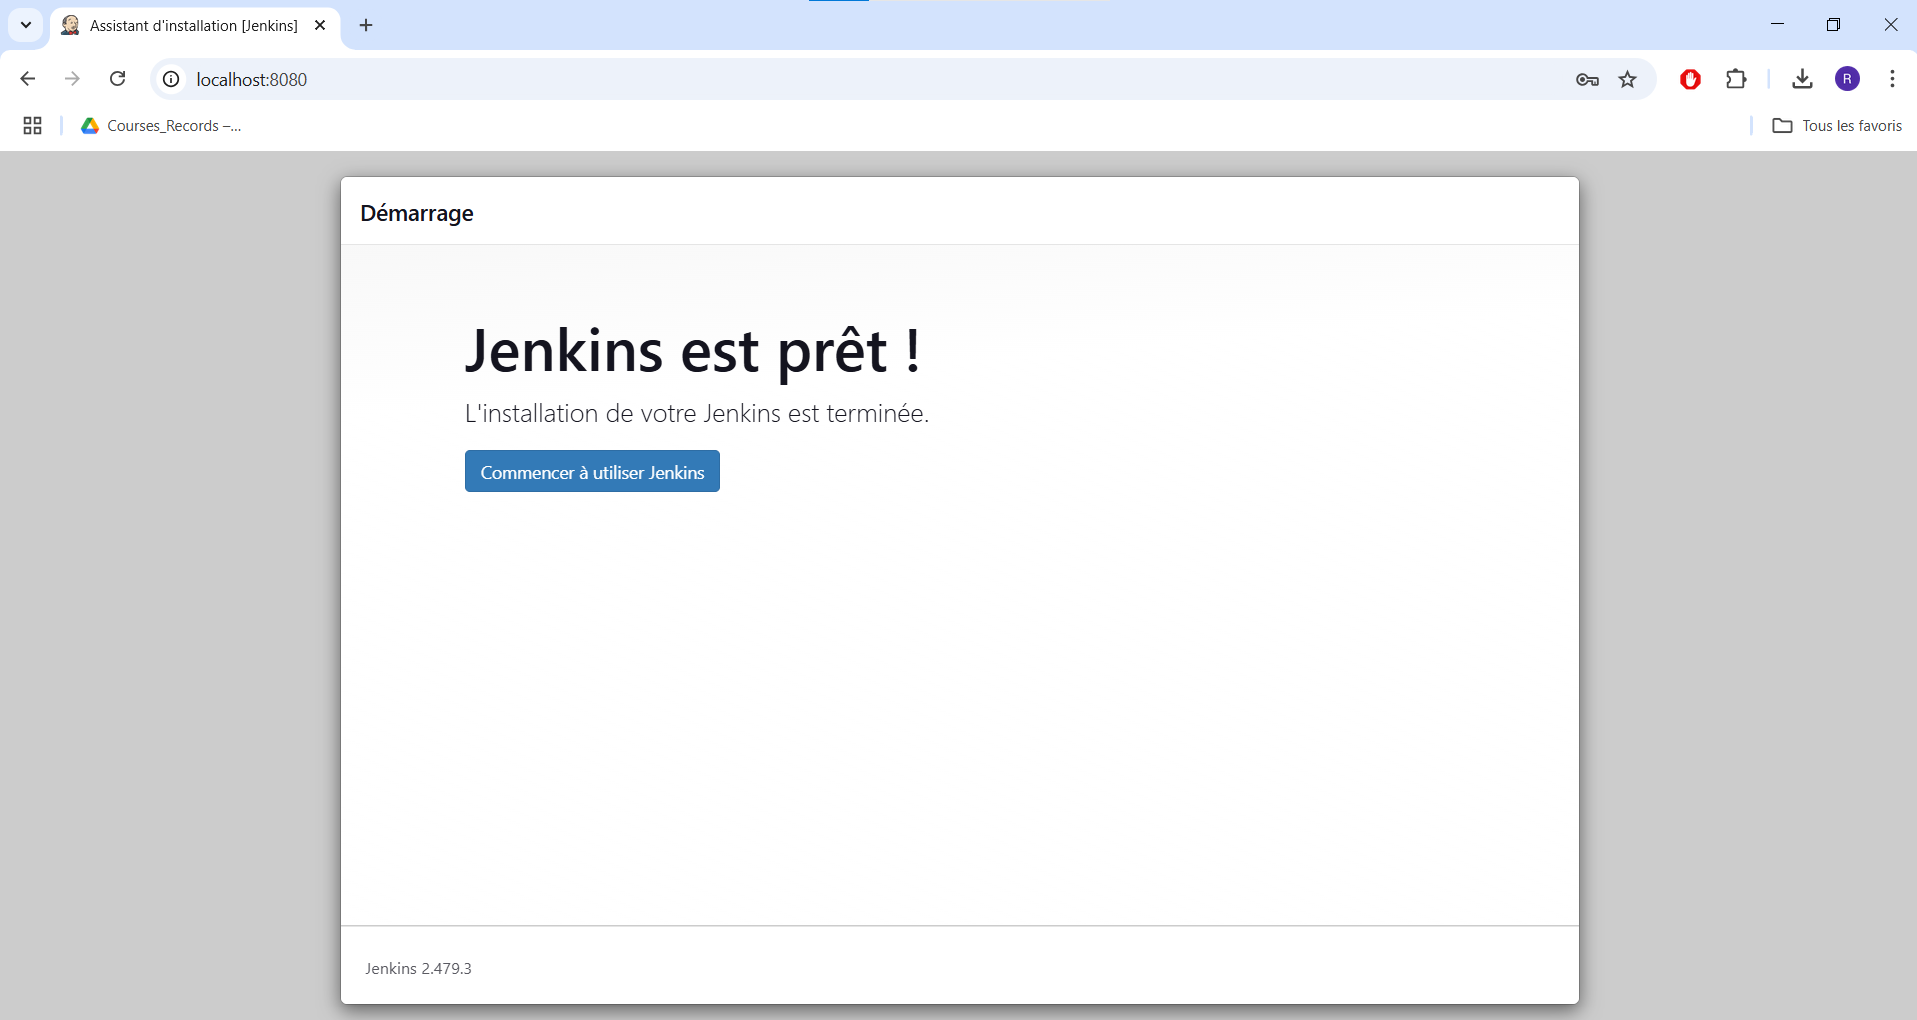 Assistant d'installation [Jenkins]
localhost:8080
R
Courses_Records –...
Tous les favoris
Démarrage
Jenkins est prêt !
L'installation de votre Jenkins est terminée.
Commencer à utiliser Jenkins
Jenkins 2.479.3